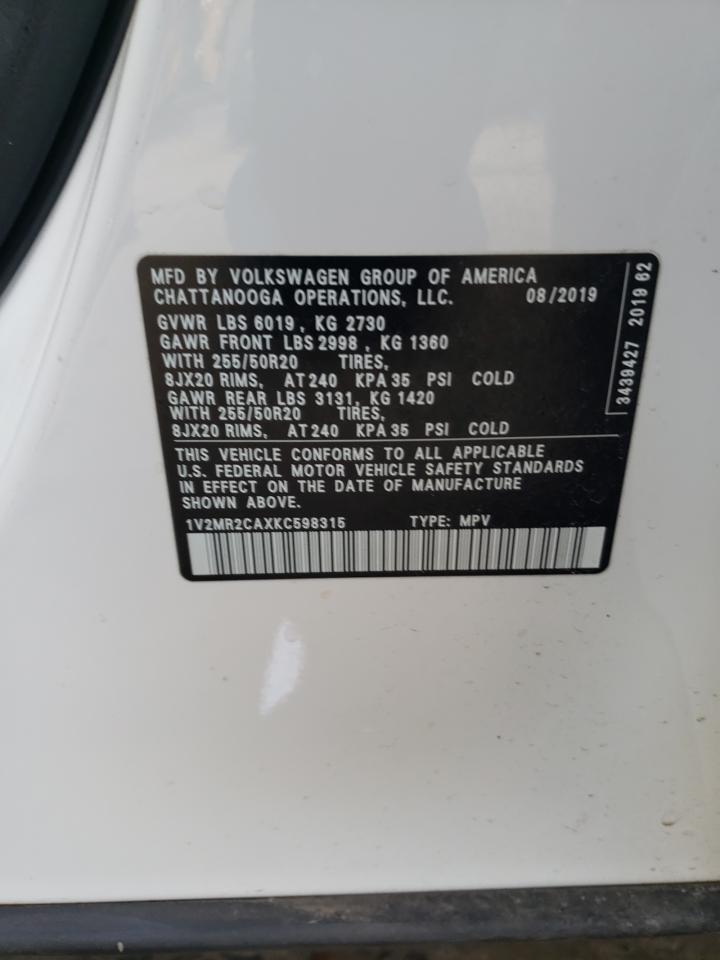 MFD BY VOLKSWAGEN GROUP OF AMERICA
CHATTANOOGA OPERATIONS, LLC. 08/2019
GVWR LBS 6019, KG 2730
GAWR FRONT LBS 2998, KG 1360
WITH 255/50R20 TIRES,
8JX20 RIMS, AT 240 KPA 35 PSI COLD
GAWR REAR LBS 3131, KG 1420
WITH 255/50R20 TIRES,
8JX20 RIMS, AT 240 KPA 35 PSI COLD
THIS VEHICLE CONFORMS TO ALL APPLICABLE
U.S. FEDERAL MOTOR VEHICLE SAFETY STANDARDS
IN EFFECT ON THE DATE OF MANUFACTURE
SHOWN ABOVE.
1V2MR2CAXKC598315 TYPE: MPV
3439427 2019 62